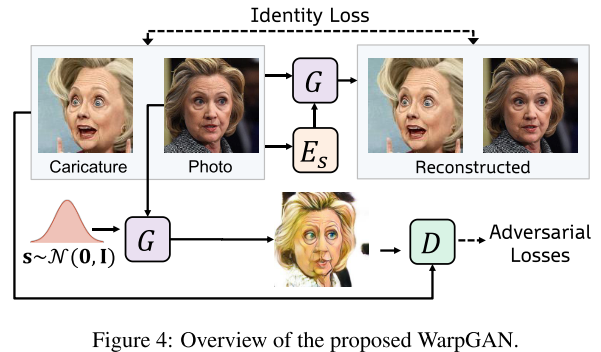 Identity Loss
Caricature
Photo
G
E_s
Reconstructed
s~𝒩(0, I)
G
D
Adversarial
Losses
Figure 4: Overview of the proposed WarpGAN.